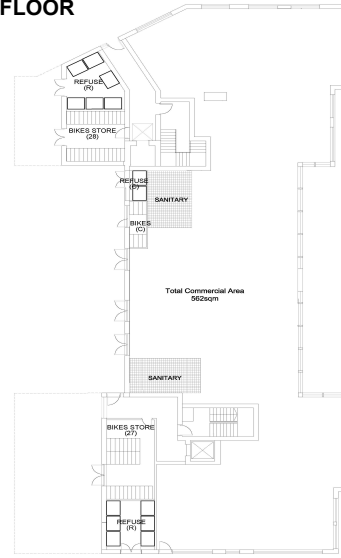 FLOOR
REFUSE
(R)
BIKES STORE
(28)
REFUSE
(C)
SANITARY
BIKES
(C)
Total Commercial Area
562sqm
SANITARY
BIKES STORE
(27)
REFUSE
(R)